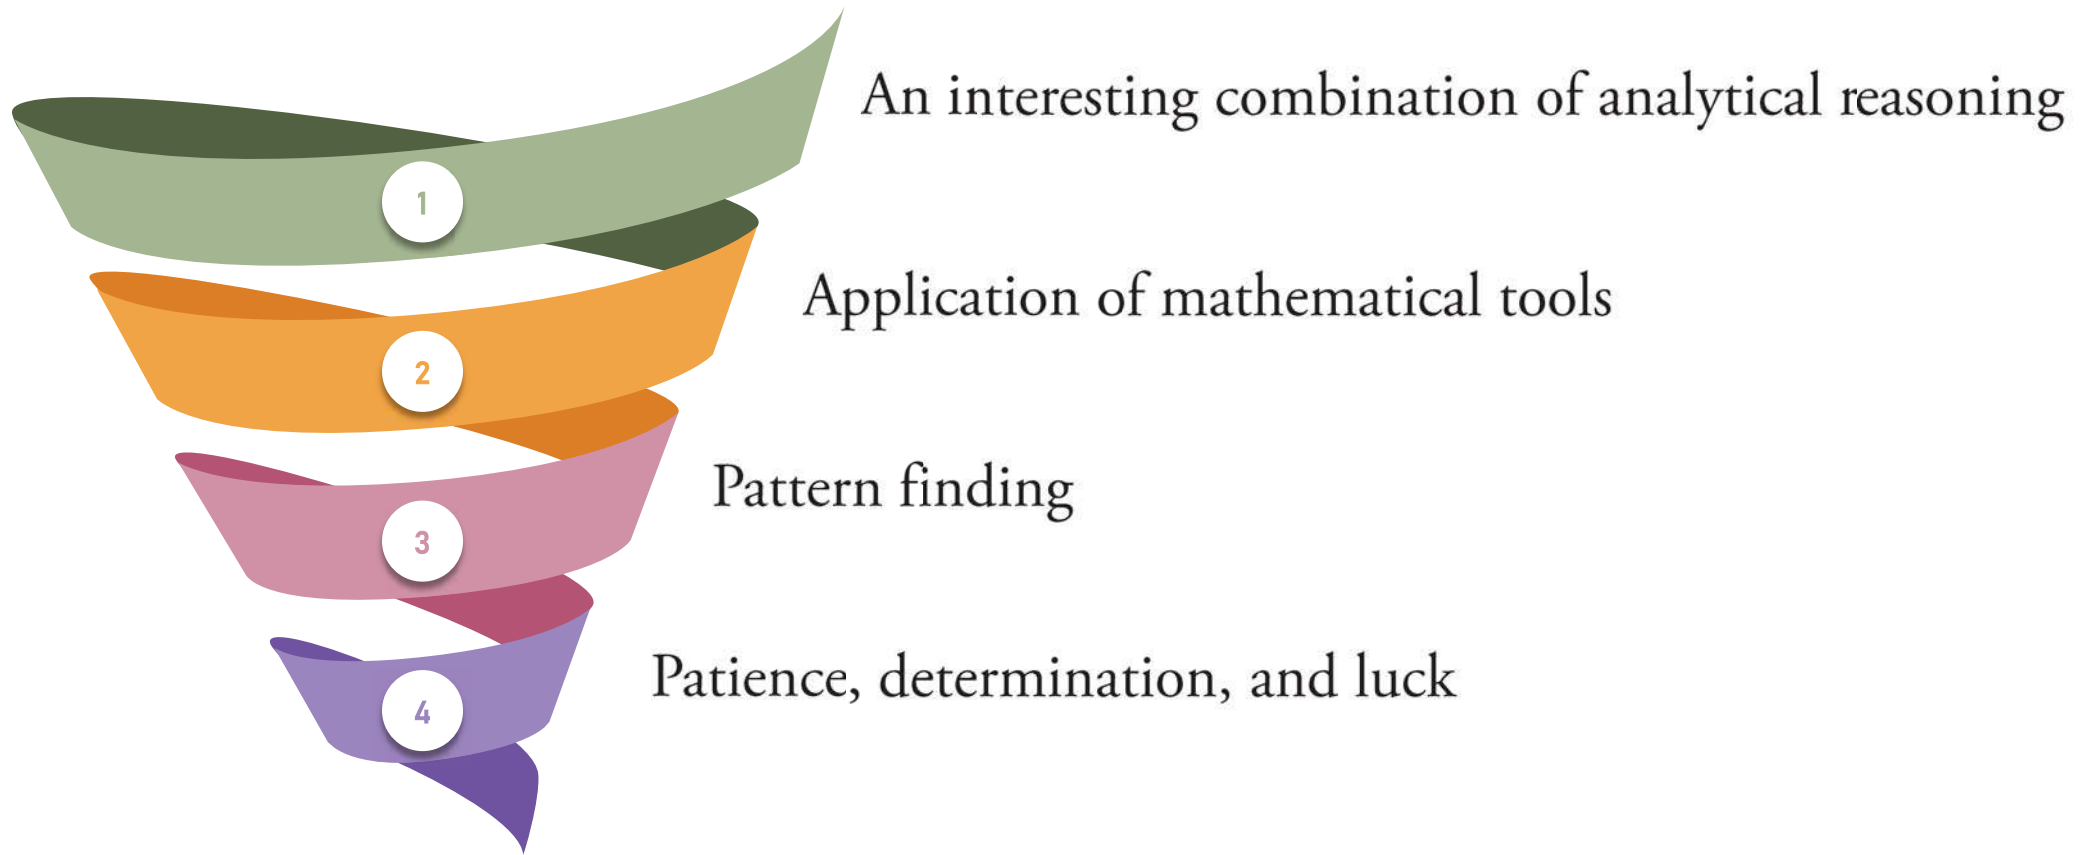 An interesting combination of analytical reasoning
1
Application of mathematical tools
2
Pattern finding
3
Patience, determination, and luck
4